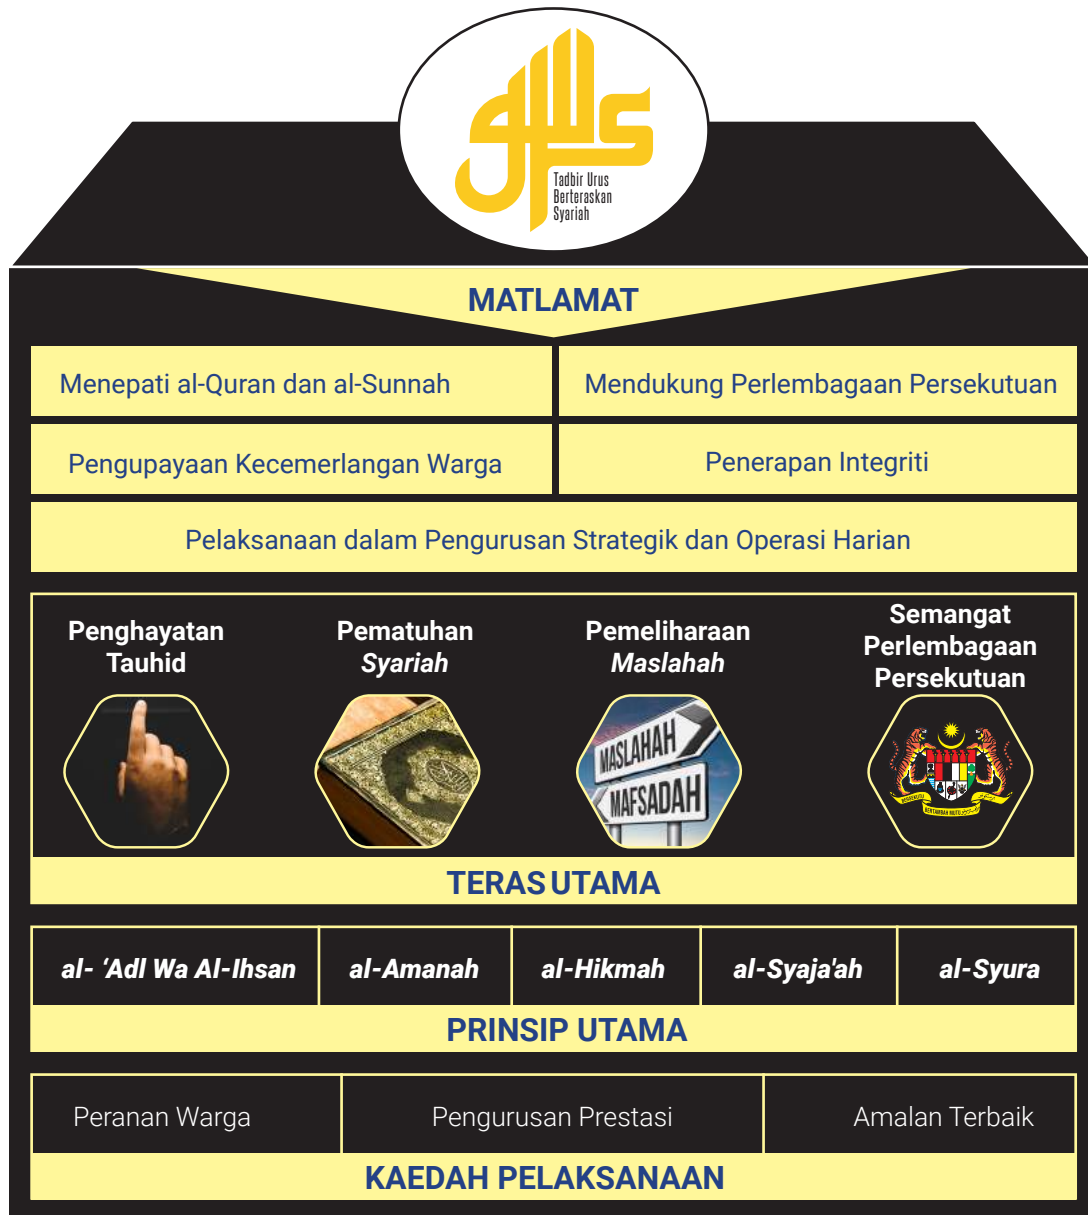 Tadbir Urus
Berteraskan
Syariah
MATLAMAT
Menepati al-Quran dan al-Sunnah
Mendukung Perlembagaan Persekutuan
Pengupayaan Kecemerlangan Warga
Penerapan Integriti
Pelaksanaan dalam Pengurusan Strategik dan Operasi Harian
Penghayatan
Tauhid
Pematuhan
Syariah
Pemeliharaan
Maslahah
Semangat
Perlembagaan
Persekutuan
MASLAHAH
MAFSADAH
BERTAMBAH MUTU
TERAS UTAMA
al- ‘Adl Wa Al-Ihsan
al-Amanah
al-Hikmah
al-Syaja'ah
al-Syura
PRINSIP UTAMA
Peranan Warga
Pengurusan Prestasi
Amalan Terbaik
KAEDAH PELAKSANAAN